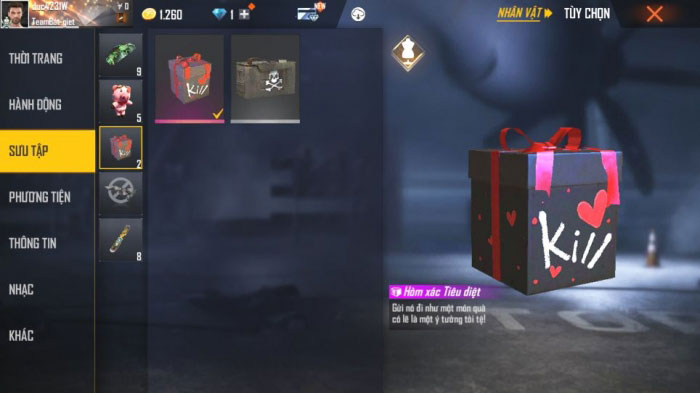 ¥ 0
1.260
1
NHÂN VẬT
TÙY CHỌN
THỜI TRANG
HÀNH ĐỘNG
SƯU TẬP
PHƯƠNG TIỆN
THÔNG TIN
NHẠC
KHÁC
9
5
2
8
Kill
Kill
Hòm xác Tiêu diệt
Gửi nó đi như một món quà
có lẽ là một ý tưởng tồi tệ!